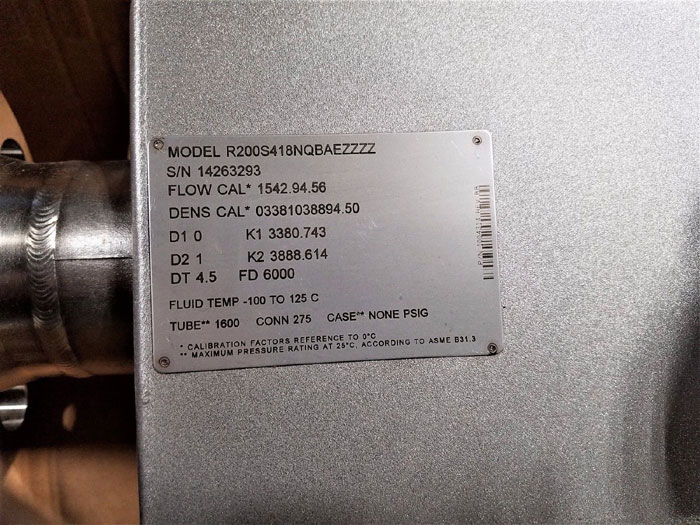 MODEL R200S418NQBAEZZZZ
S/N 14263293
FLOW CAL* 1542.94.56
DENS CAL* 03381038894.50
D1 0 K1 3380.743
D2 1 K2 3888.614
DT 4.5 FD 6000
FLUID TEMP -100 TO 125 C
TUBE** 1600 CONN 275 CASE** NONE PSIG
* CALIBRATION FACTORS REFERENCE TO 0°C
** MAXIMUM PRESSURE RATING AT 25°C, ACCORDING TO ASME B31.3